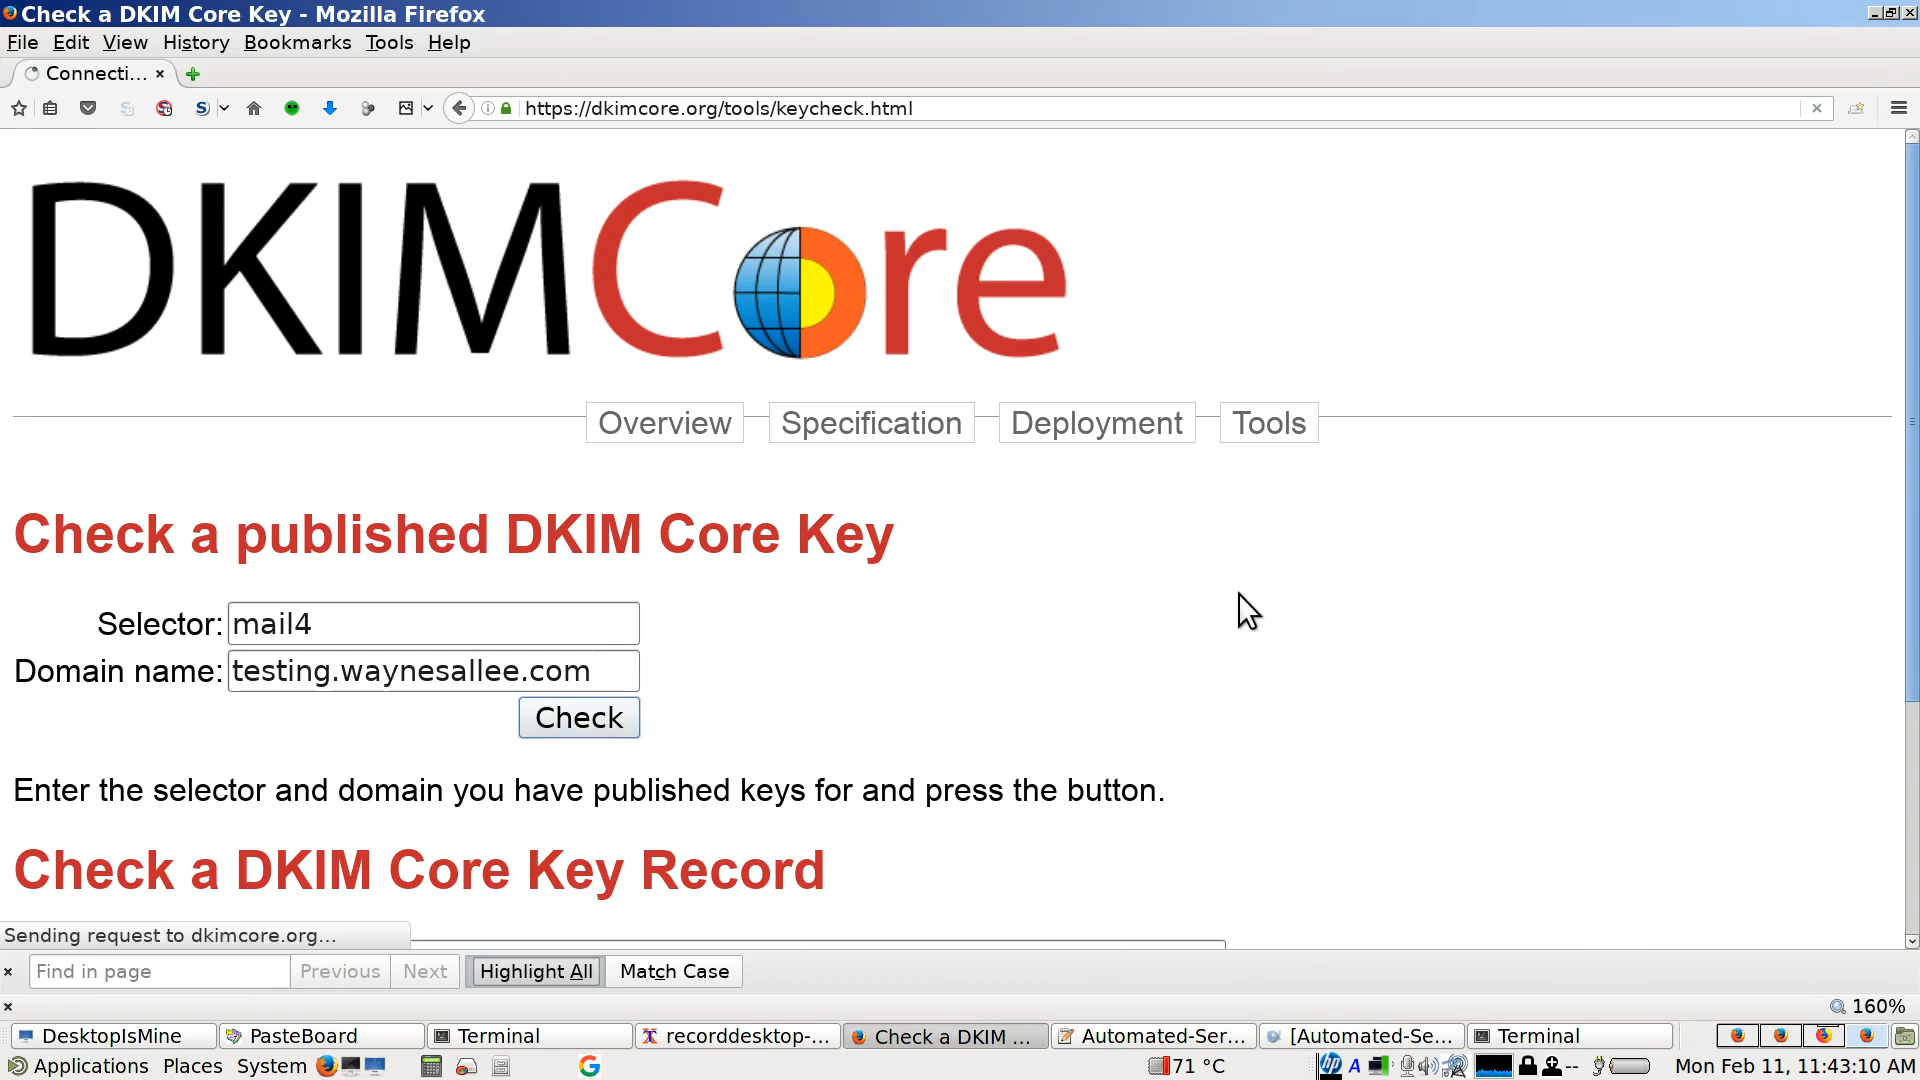 Check a DKIM Core Key - Mozilla Firefox
File Edit View History Bookmarks Tools Help
Connecti...
https://dkimcore.org/tools/keycheck.html
DKIMCore
Overview Specification Deployment Tools
Check a published DKIM Core Key
Selector: mail4
Domain name: testing.waynesallee.com
Check
Enter the selector and domain you have published keys for and press the button.
Check a DKIM Core Key Record
Sending request to dkimcore.org...
Find in page Previous Next Highlight All Match Case
160%
DesktopIsMine PasteBoard Terminal recorddesktop-... Check a DKIM ... Automated-Ser... [Automated-Se... Terminal
Applications Places System 71 °C A -- Mon Feb 11, 11:43:10 AM